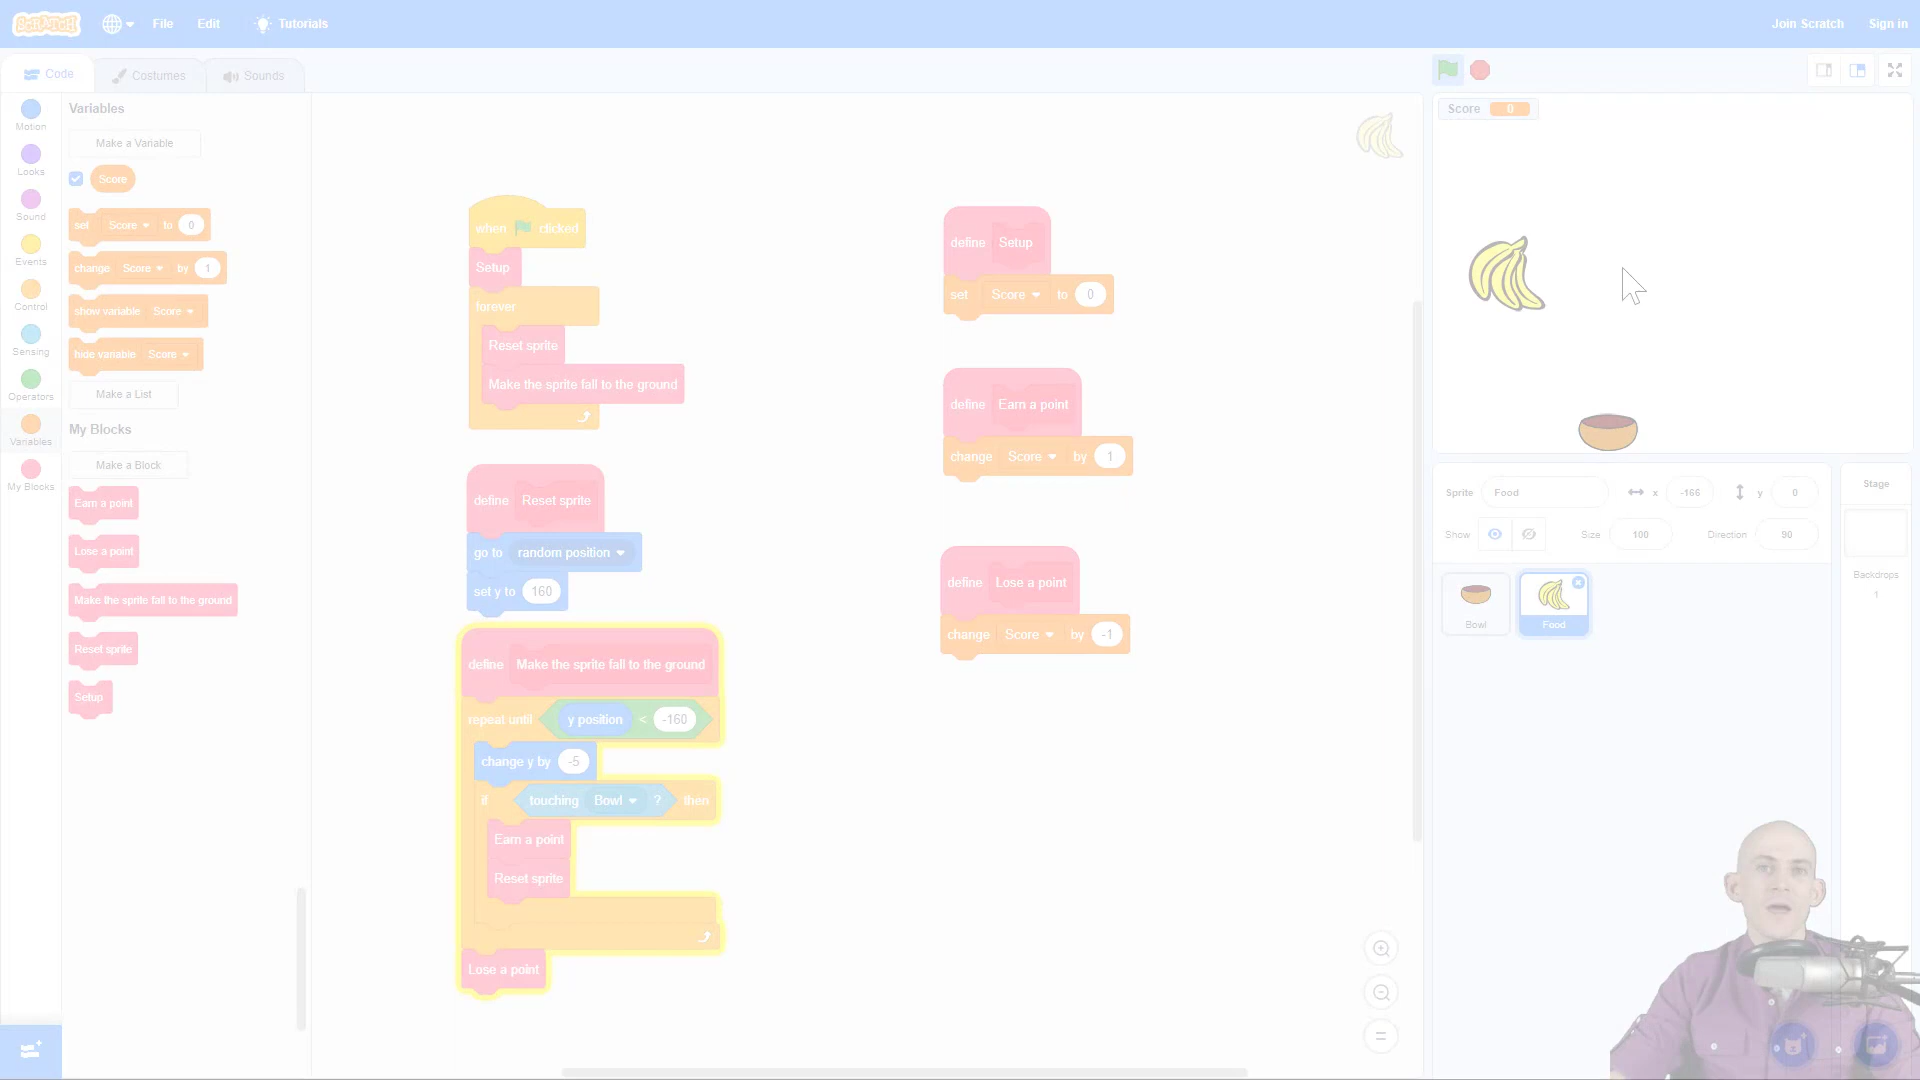 SCRATCH
File
Edit
Tutorials
Join Scratch
Sign in
Code
Costumes
Sounds
Motion
Looks
Sound
Events
Control
Sensing
Operators
Variables
My Blocks
Variables
Make a Variable
Score
set Score to 0
change Score by 1
show variable Score
hide variable Score
Make a List
My Blocks
Make a Block
Earn a point
Lose a point
Make the sprite fall to the ground
Reset sprite
Setup
when clicked
Setup
forever
Reset sprite
Make the sprite fall to the ground
define Reset sprite
go to random position
set y to 160
define Make the sprite fall to the ground
repeat until y position < -160
change y by -5
if touching Bowl ? then
Earn a point
Reset sprite
Lose a point
define Setup
set Score to 0
define Earn a point
change Score by 1
define Lose a point
change Score by -1
Score 0
Sprite Food x -166 y 0
Show Size 100 Direction 90
Bowl
Food
Stage
Backdrops
1